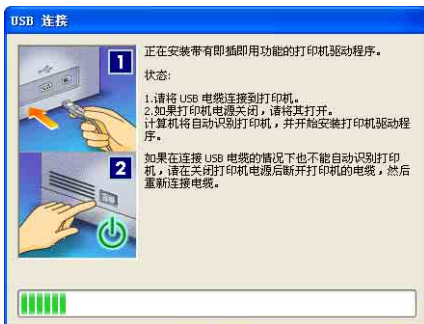 USB 连接
1
正在安装带有即插即用功能的打印机驱动程序。
状态:
1.请将 USB 电缆连接到打印机。
2.如果打印机电源关闭，请将其打开。
计算机将自动识别打印机，并开始安装打印机驱动程
序。
2
如果在连接 USB 电缆的情况下也不能自动识别打印
机，请在关闭打印机电源后断开打印机的电缆，然后
重新连接电缆。